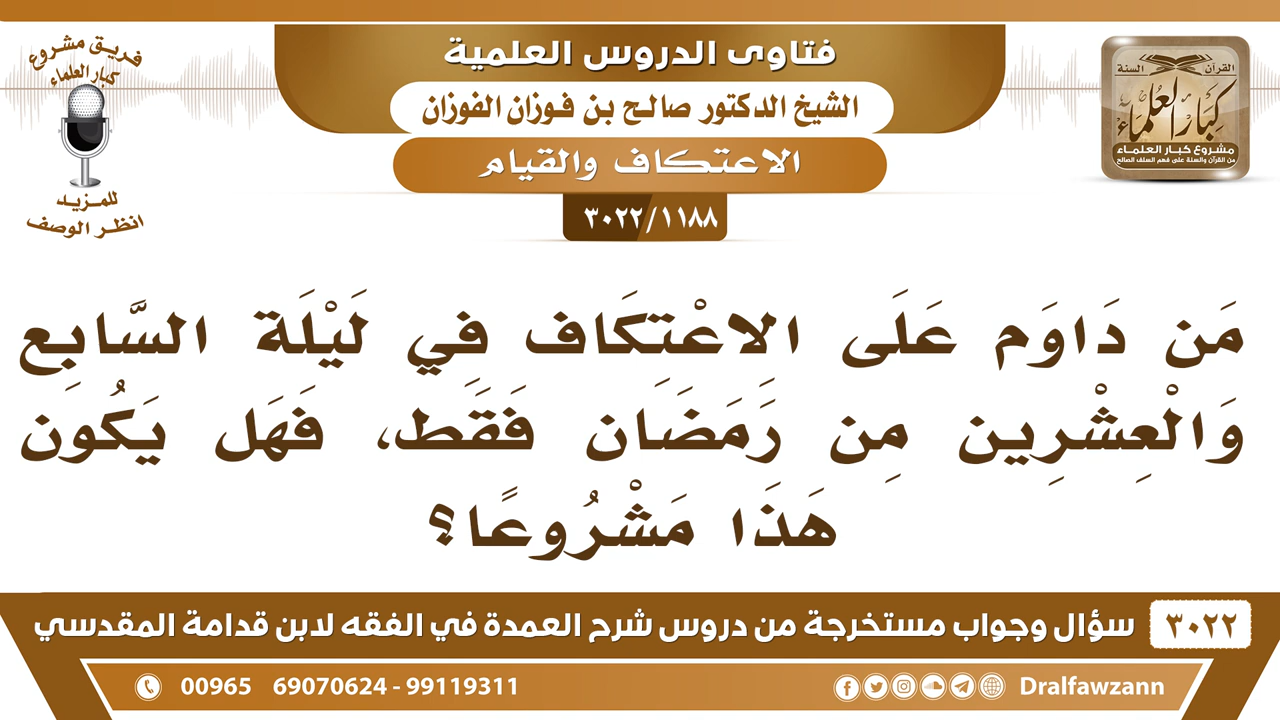 فتاوى الدروس العلمية
الشيخ الدكتور صالح بن فوزان الفوزان
الاعتكاف والقيام
٣٠٢٢/١١٨٨
فريق مشروع
كبار العلماء
للمزيد
انظر الوصف
القرآن السنة
كبار العلماء
مشروع كبار العلماء
من القرآن والسنة على فهم السلف الصالح
مَن دَاوَم عَلَى الاعْتكَاف في لَيْلَة السَّابِع
وَالْعِشْرِين مِن رَمَضَان فَقَط، فَهَل يَكُون
هَذَا مَشْرُوعًا؟
٣٠٢٢
سؤال وجواب مستخرجة من دروس شرح العمدة في الفقه لابن قدامة المقدسي
00965 69070624 - 99119311
Dralfawzann